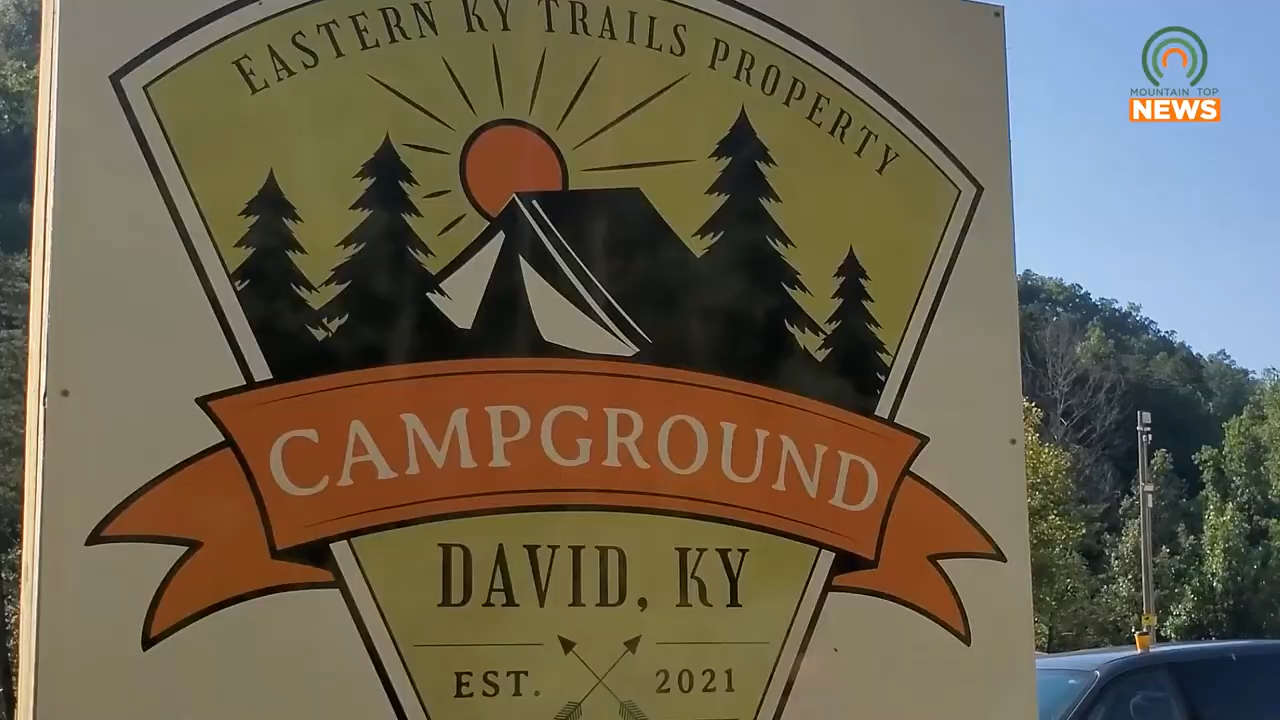 EASTERN KY TRAILS PROPERTY
MOUNTAIN TOP
NEWS
CAMPGROUND
DAVID, KY
EST. 2021